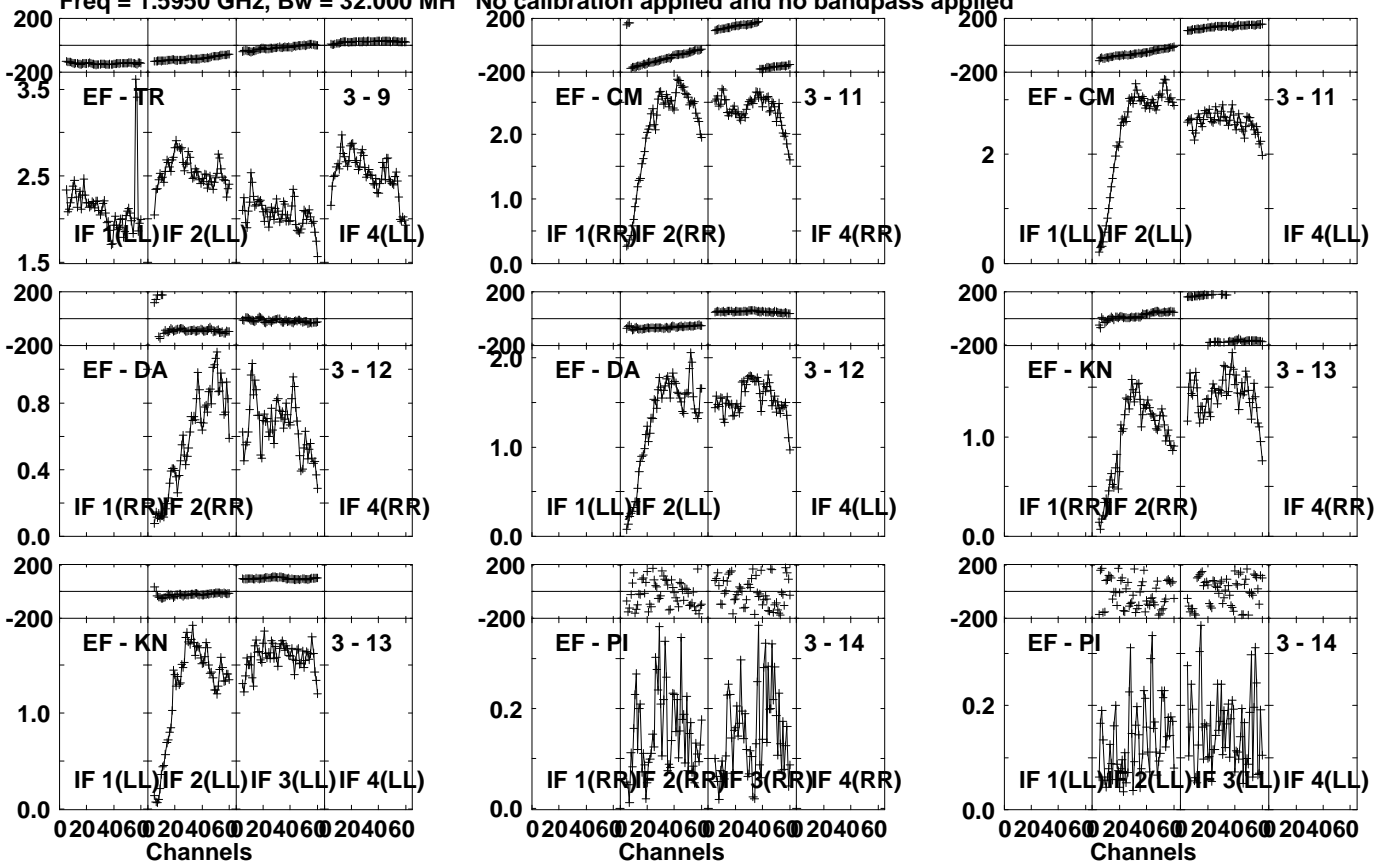 Freq = 1.5950 GHz, Bw = 32.000 MH No calibration applied and no bandpass applied
200
-200
3.5
2.5
1.5
EF - TR
3 - 9
IF 1(LL)
IF 2(LL)
IF 4(LL)
200
-200
2.0
1.0
0.0
EF - CM
3 - 11
IF 1(RR)
IF 2(RR)
IF 4(RR)
200
-200
2
0
EF - CM
3 - 11
IF 1(LL)
IF 2(LL)
IF 4(LL)
200
-200
0.8
0.4
0.0
EF - DA
3 - 12
IF 1(RR)
IF 2(RR)
IF 4(RR)
200
-200
2.0
1.0
0.0
EF - DA
3 - 12
IF 1(LL)
IF 2(LL)
IF 4(LL)
200
-200
1.0
0.0
EF - KN
3 - 13
IF 1(RR)
IF 2(RR)
IF 4(RR)
200
-200
1.0
0.0
EF - KN
3 - 13
IF 1(LL)
IF 2(LL)
IF 3(LL)
IF 4(LL)
200
-200
0.2
0.0
EF - PI
3 - 14
IF 1(RR)
IF 2(RR)
IF 3(RR)
IF 4(RR)
200
-200
0.2
0.0
EF - PI
3 - 14
IF 1(LL)
IF 2(LL)
IF 3(LL)
IF 4(LL)
0 20 40 60 0 20 40 60 0 20 40 60 0 20 40 60
Channels
0 20 40 60 0 20 40 60 0 20 40 60 0 20 40 60
Channels
0 20 40 60 0 20 40 60 0 20 40 60 0 20 40 60
Channels